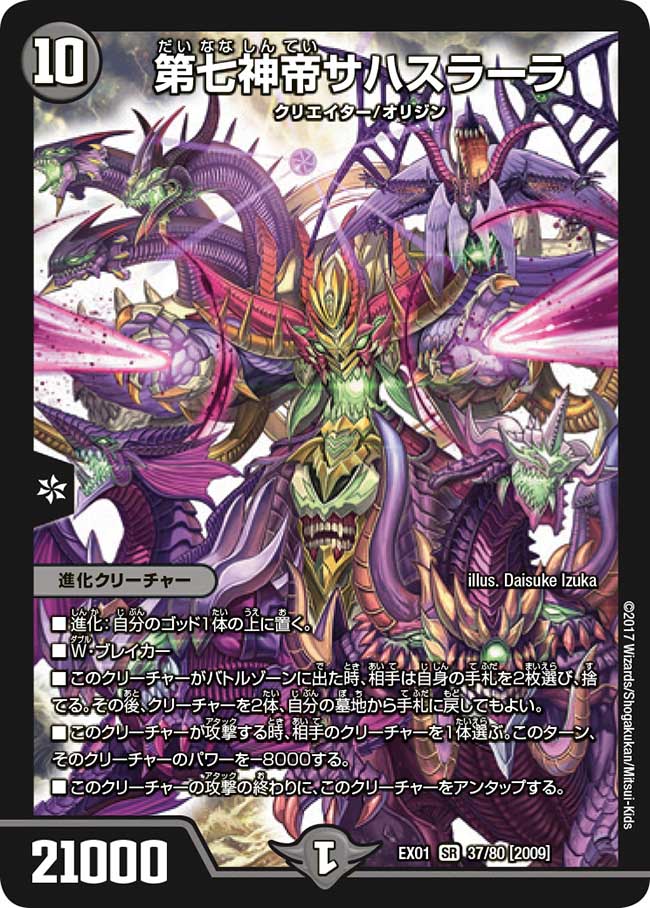 10
だいななしんてい
第七神帝サハスラーラ
クリエイター/オリジン
進化クリーチャー
illus. Daisuke Izuka
■進化:自分のゴッド1体の上に置く。
■W・ブレイカー
■このクリーチャーがバトルゾーンに出た時、相手は自身の手札を2枚選び、捨
てる。その後、クリーチャーを2体、自分の墓地から手札に戻してもよい。
■このクリーチャーが攻撃する時、相手のクリーチャーを1体選ぶ。このターン、
そのクリーチャーのパワーを-8000する。
■このクリーチャーの攻撃の終わりに、このクリーチャーをアンタップする。
©2017 Wizards/Shogakukan/Mitsui-Kids
21000
1
EX01 SR 37/80 [2009]